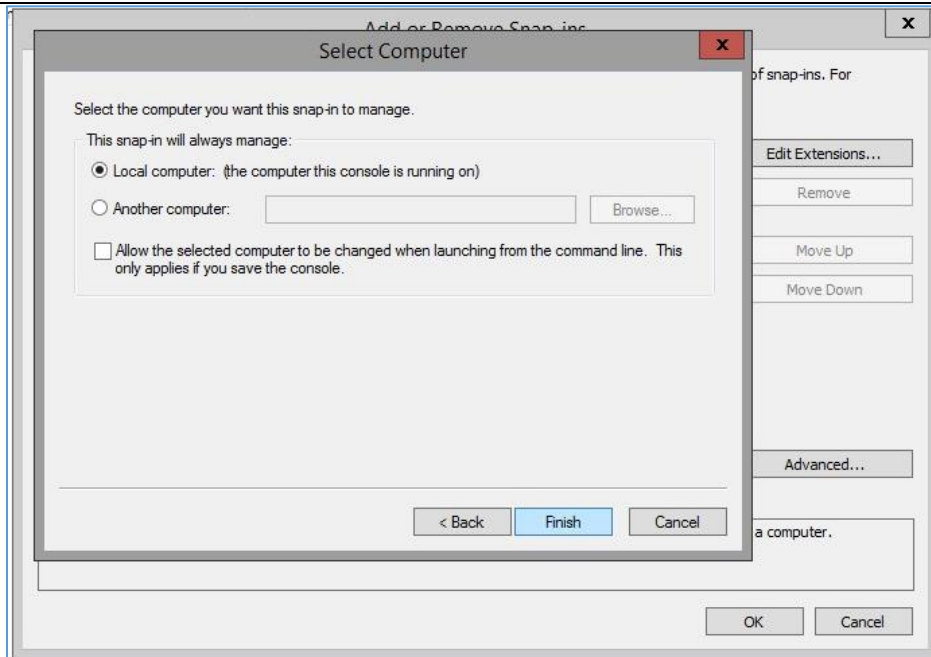 Add or Remove Snap-ins
x
Select Computer
x
of snap-ins. For
Select the computer you want this snap-in to manage.
This snap-in will always manage:
Local computer: (the computer this console is running on)
Another computer:
Browse...
Allow the selected computer to be changed when launching from the command line. This
only applies if you save the console.
Edit Extensions...
Remove
Move Up
Move Down
Advanced...
< Back
Finish
Cancel
a computer.
OK
Cancel